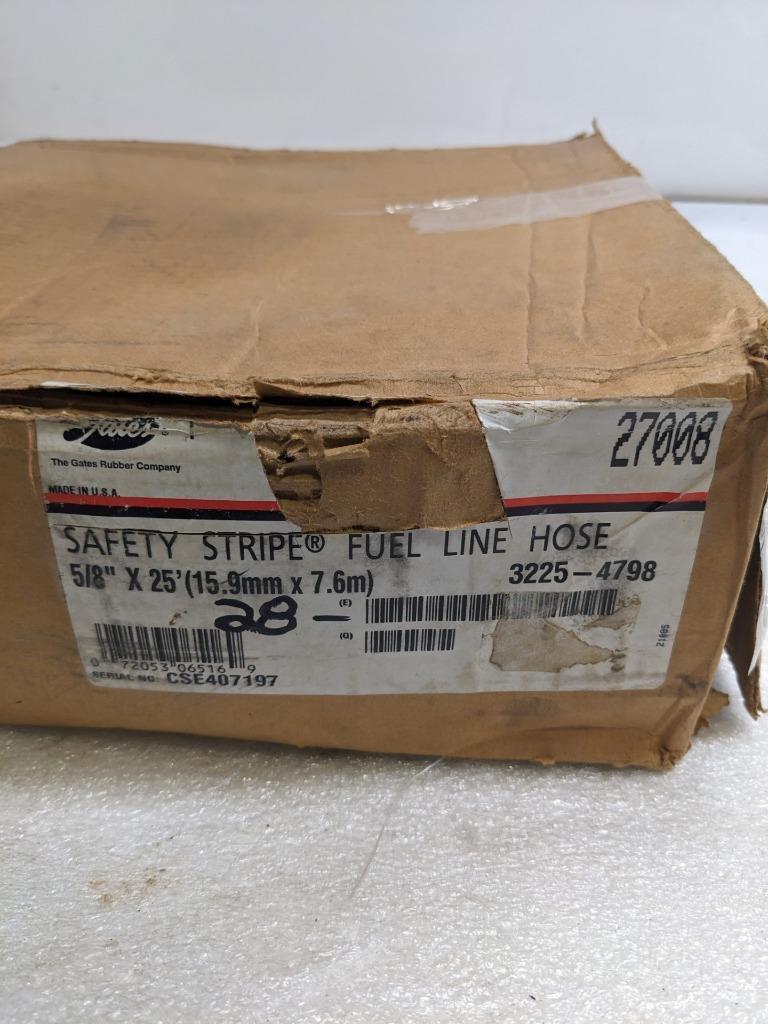 Gates®
27008
The Gates Rubber Company
MADE IN U.S.A.
SAFETY STRIPE® FUEL LINE HOSE
5/8" X 25' (15.9mm x 7.6m) 3225-4798
28 –
(E)
(Q)
0 72053 06516 9
21005
SERIAL NO. CSE407197